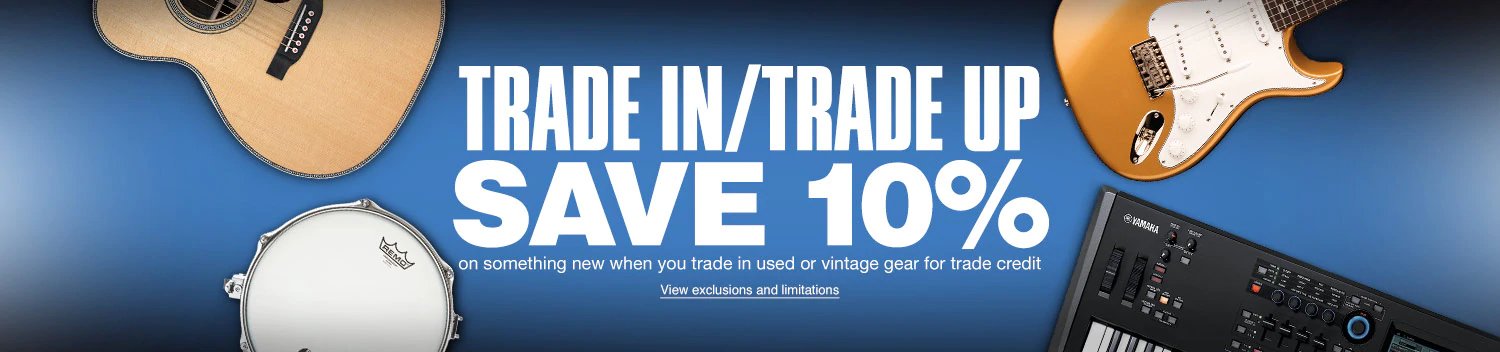 TRADE IN/TRADE UP
SAVE 10%
on something new when you trade in used or vintage gear for trade credit
View exclusions and limitations
REMO
YAMAHA